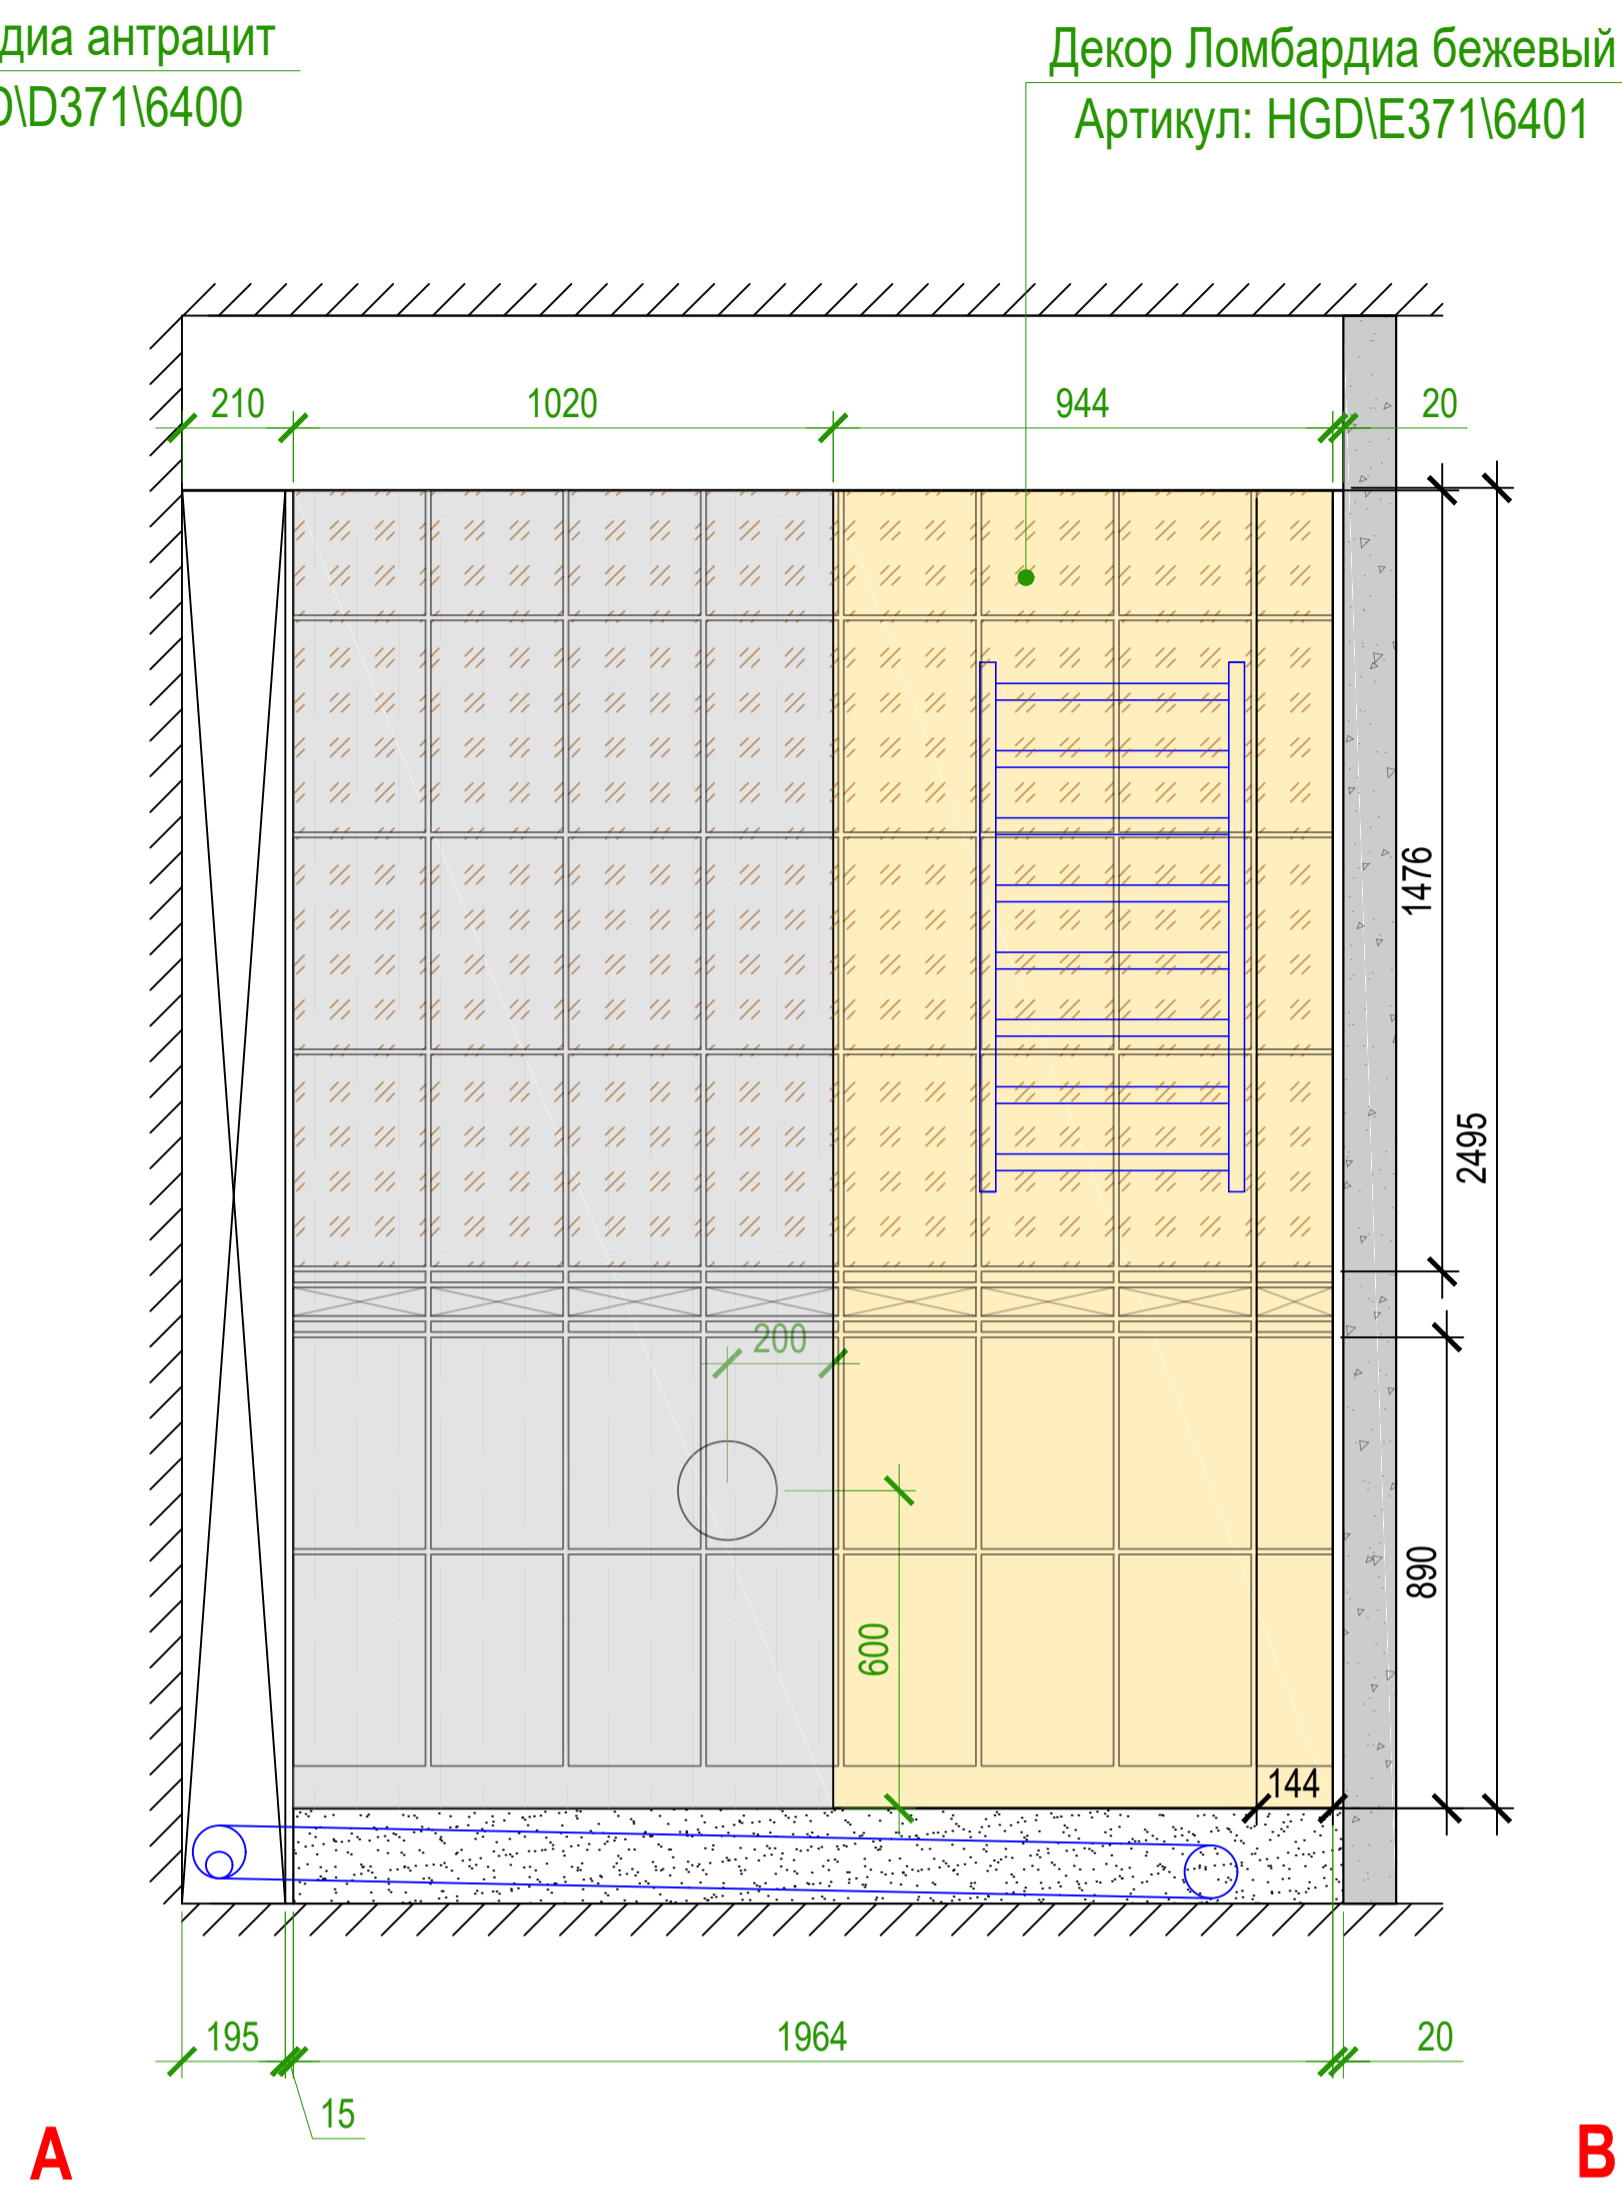 диа антрацит
D\D371\6400
Декор Ломбардиа бежевый
Артикул: HGD\E371\6401
210
1020
944
20
1476
2495
200
890
600
144
195
1964
20
15
A
B